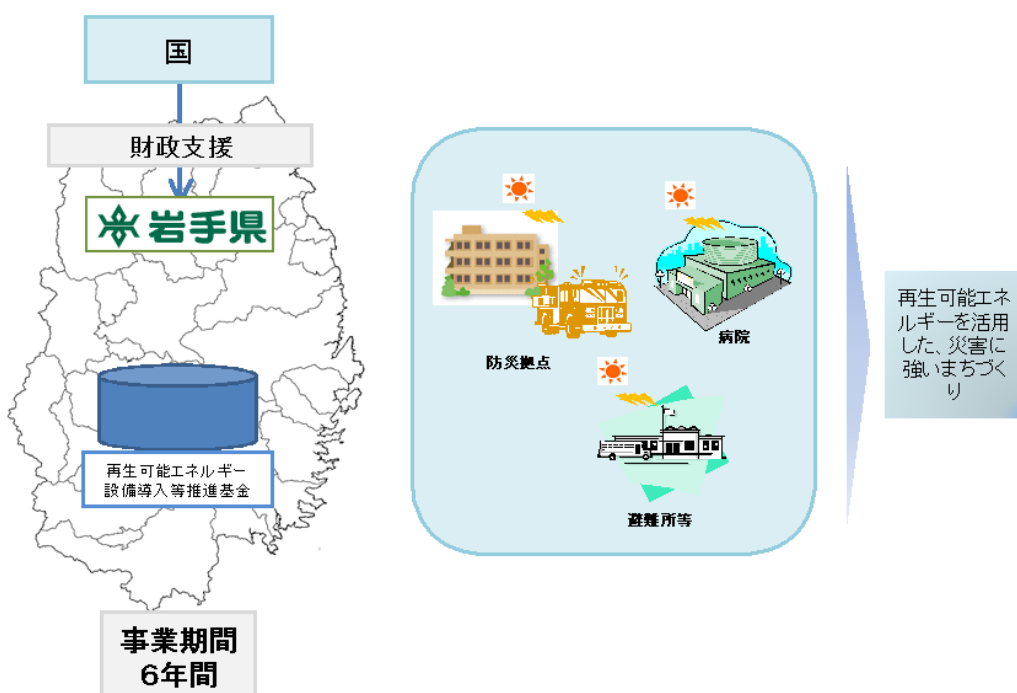 国
財政支援
岩手県
再生可能エネルギー
設備導入等推進基金
事業期間
6年間
防災拠点
病院
避難所等
再生可能エネ
ルギーを活用
した、災害に
強いまちづく
り